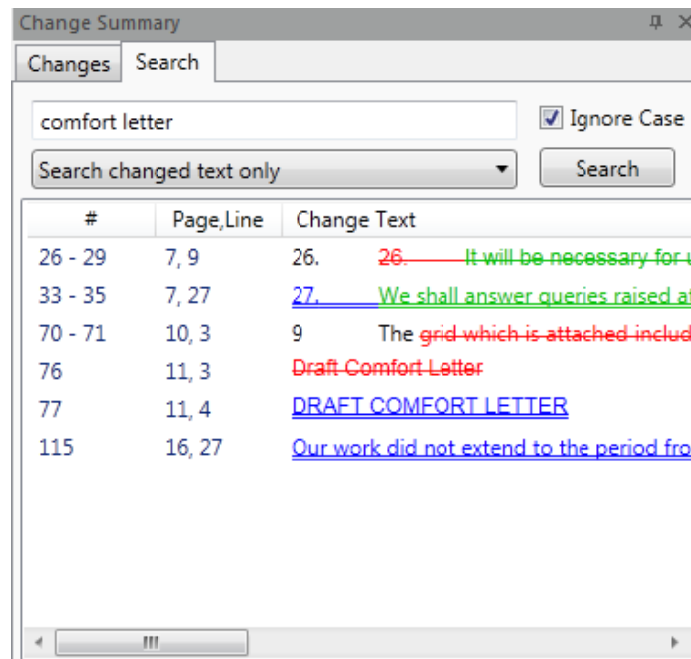 Change Summary
Changes Search
comfort letter Ignore Case
Search changed text only Search
# Page,Line Change Text
26 - 29 7, 9 26. 26. It will be necessary for
33 - 35 7, 27 27. We shall answer queries raised
70 - 71 10, 3 9 The grid which is attached includ
76 11, 3 Draft Comfort Letter
77 11, 4 DRAFT COMFORT LETTER
115 16, 27 Our work did not extend to the period fro